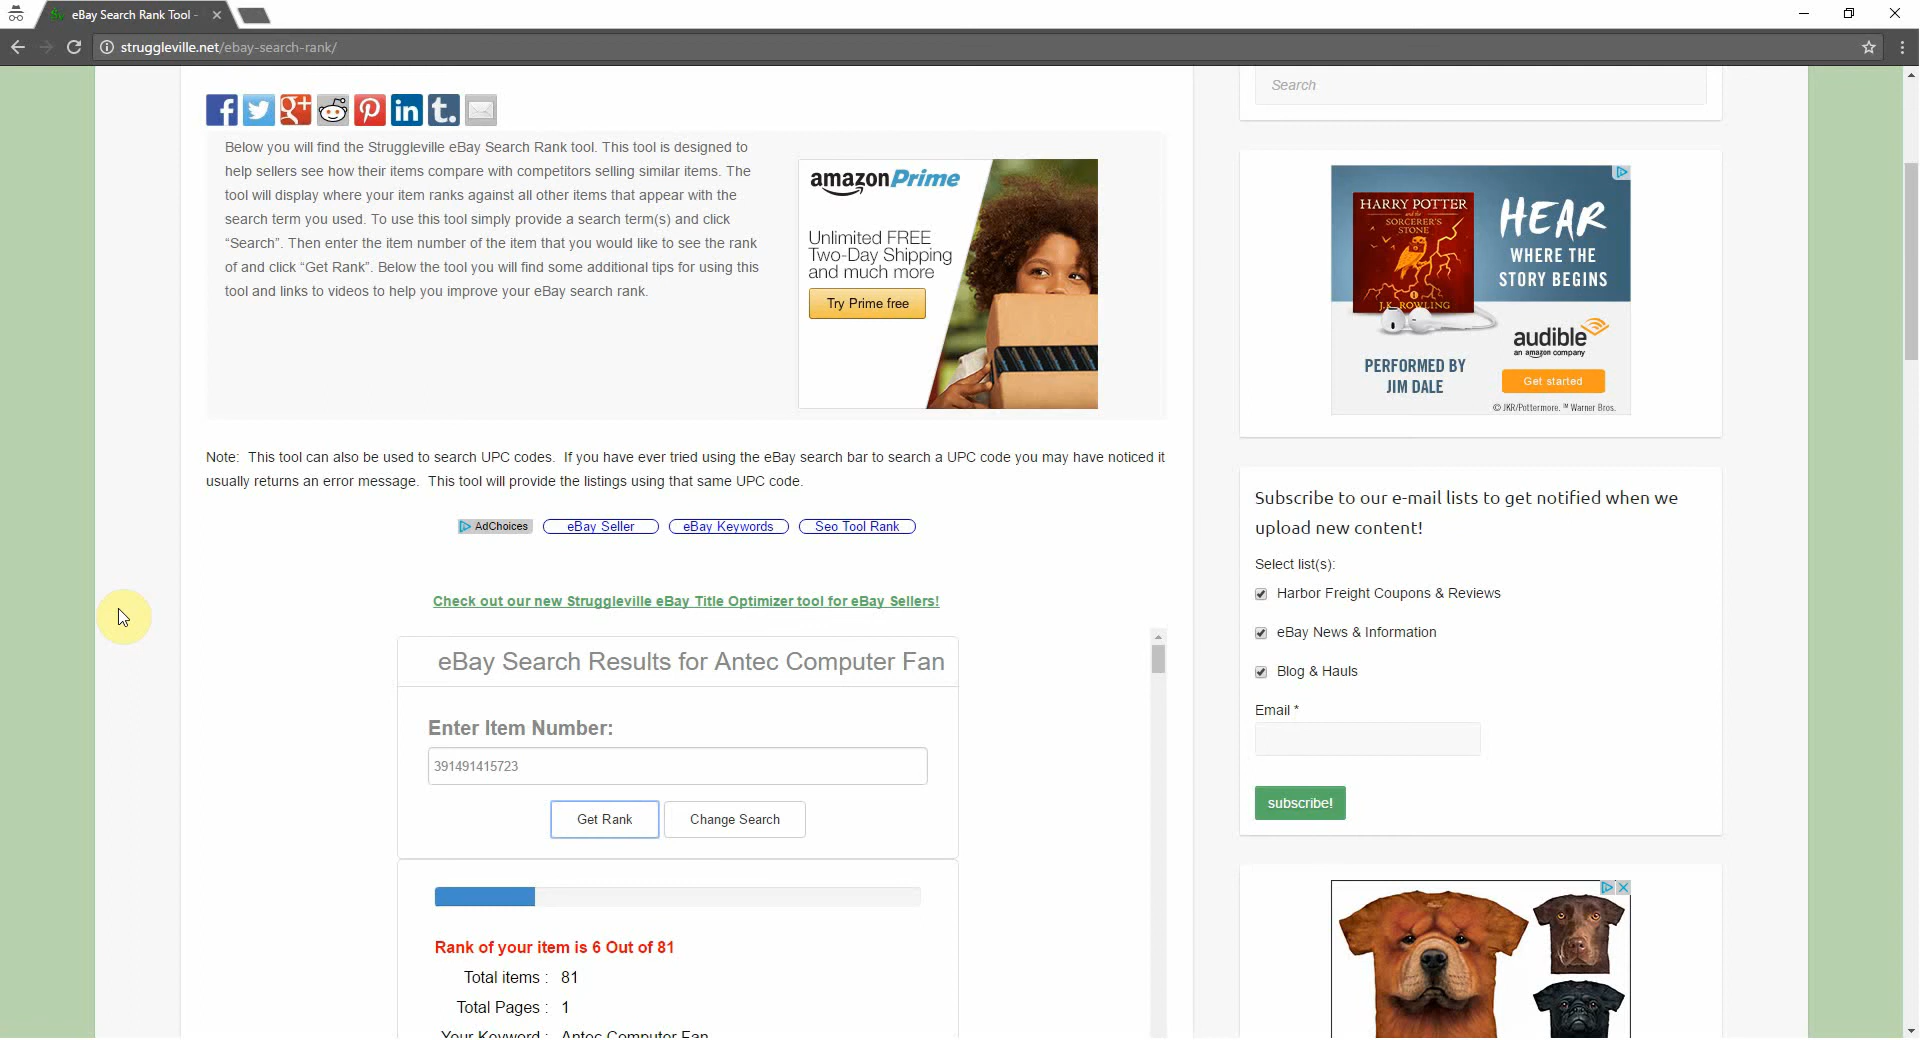 eBay Search Rank Tool -
struggleville.net/ebay-search-rank/
Below you will find the Struggleville eBay Search Rank tool. This tool is designed to
help sellers see how their items compare with competitors selling similar items. The
tool will display where your item ranks against all other items that appear with the
search term you used. To use this tool simply provide a search term(s) and click
“Search”. Then enter the item number of the item that you would like to see the rank
of and click “Get Rank”. Below the tool you will find some additional tips for using this
tool and links to videos to help you improve your eBay search rank.
amazonPrime
Unlimited FREE
Two-Day Shipping
and much more
Try Prime free
Note: This tool can also be used to search UPC codes. If you have ever tried using the eBay search bar to search a UPC code you may have noticed it
usually returns an error message. This tool will provide the listings using that same UPC code.
AdChoices
eBay Seller
eBay Keywords
Seo Tool Rank
Check out our new Struggleville eBay Title Optimizer tool for eBay Sellers!
eBay Search Results for Antec Computer Fan
Enter Item Number:
391491415723
Get Rank
Change Search
Rank of your item is 6 Out of 81
Total items : 81
Total Pages : 1
Your Keyword : Antec Computer Fan
Search
HARRY POTTER
and the
SORCERER'S
STONE
J.K. ROWLING
HEAR
WHERE THE
STORY BEGINS
PERFORMED BY
JIM DALE
audible
an amazon company
Get started
© JKR/Pottermore. ™ Warner Bros.
Subscribe to our e-mail lists to get notified when we
upload new content!
Select list(s):
Harbor Freight Coupons & Reviews
eBay News & Information
Blog & Hauls
Email *
subscribe!